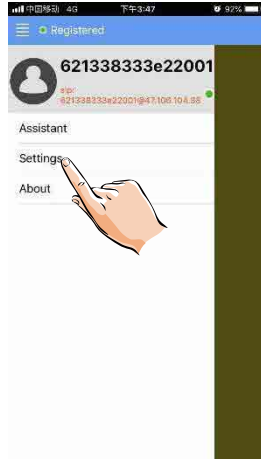 中国移动 4G 下午3:47 92%
Registered
621338333e22001
sip:
621338333e22001@47.106.104.88
Assistant
Settings
About